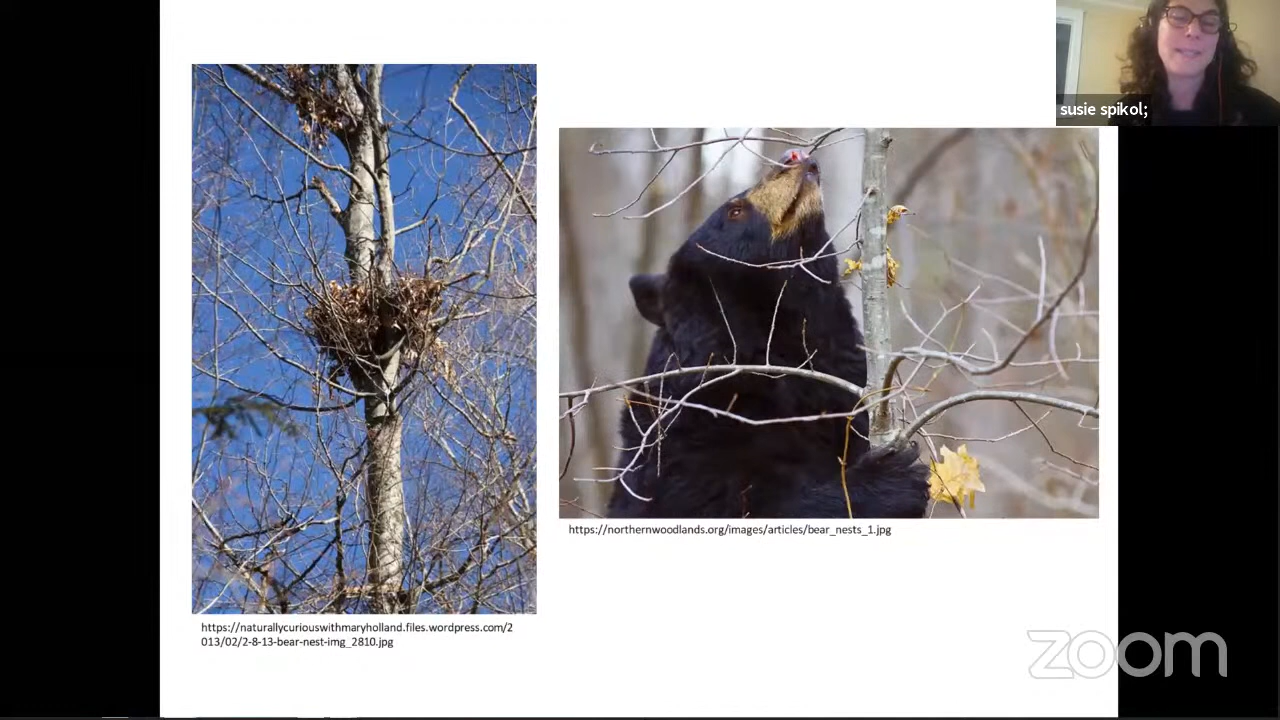 susie spikol;
https://northernwoodlands.org/images/articles/bear_nests_1.jpg
https://naturallycuriouswithmaryholland.files.wordpress.com/2
013/02/2-8-13-bear-nest-img_2810.jpg
zoom